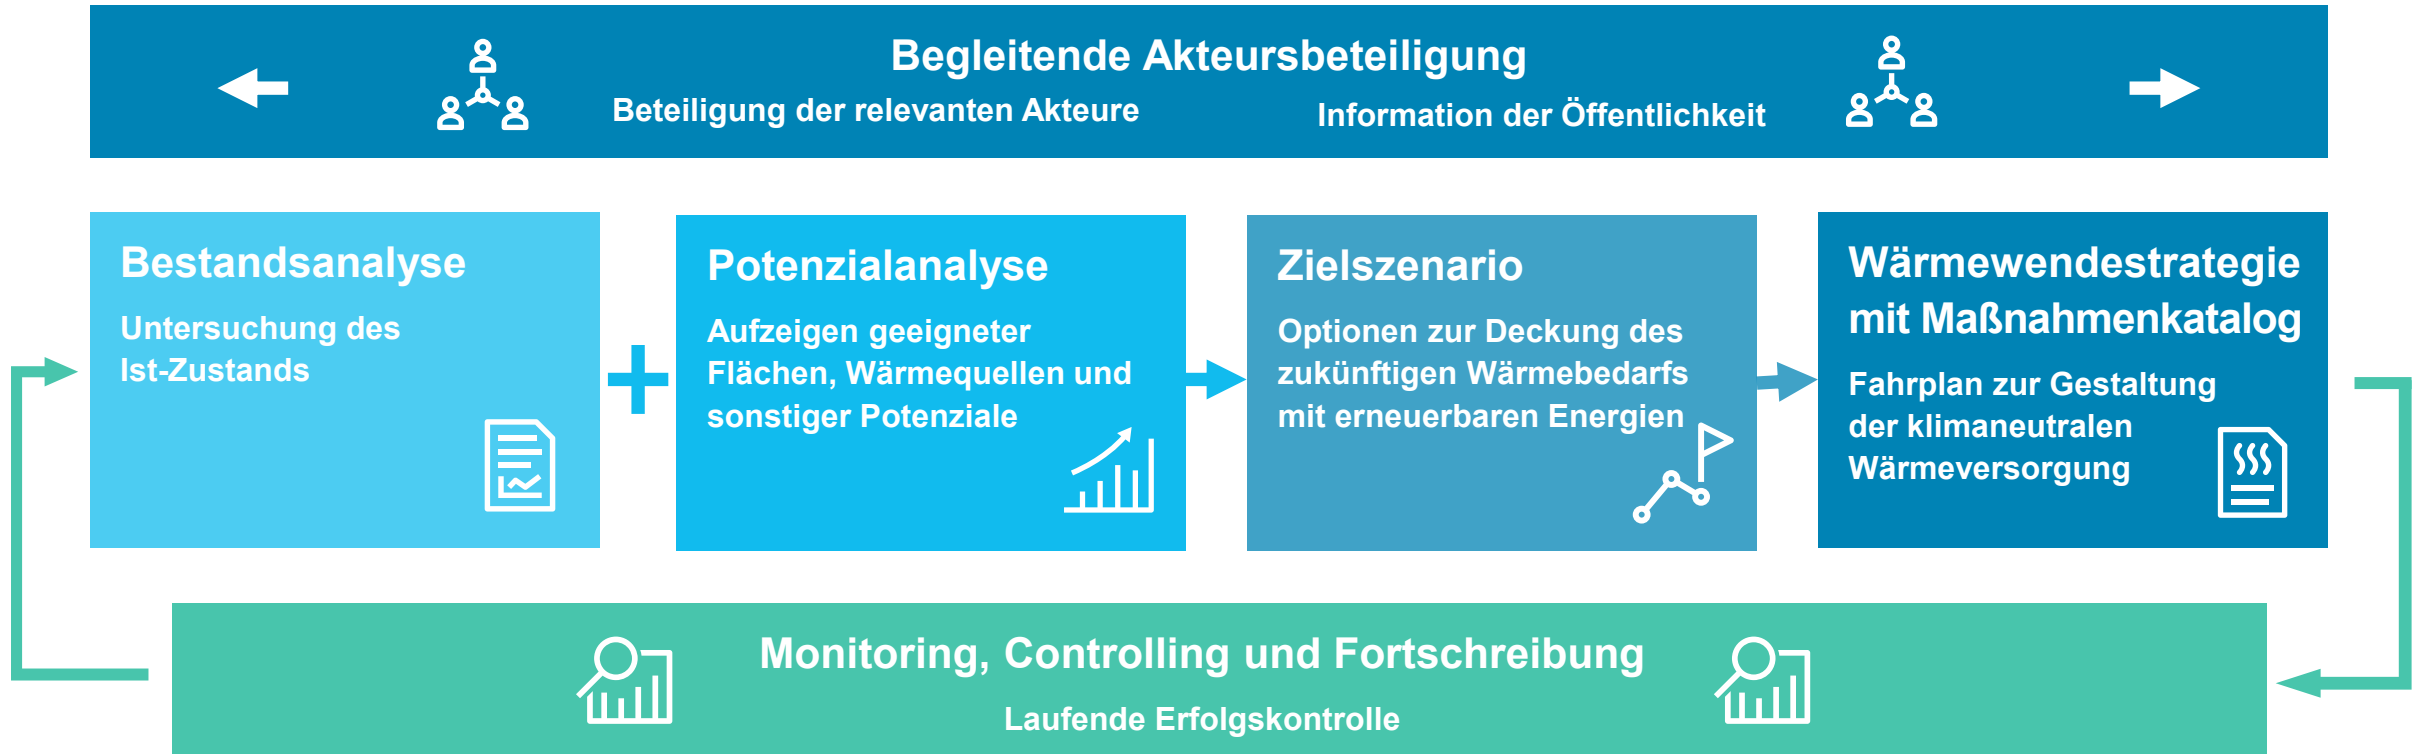 Begleitende Akteursbeteiligung
Beteiligung der relevanten Akteure
Information der Öffentlichkeit
Bestandsanalyse
Untersuchung des
Ist-Zustands
Potenzialanalyse
Aufzeigen geeigneter
Flächen, Wärmequellen und
sonstiger Potenziale
Zielszenario
Optionen zur Deckung des
zukünftigen Wärmebedarfs
mit erneuerbaren Energien
Wärmewendestrategie
mit Maßnahmenkatalog
Fahrplan zur Gestaltung
der klimaneutralen
Wärmeversorgung
Monitoring, Controlling und Fortschreibung
Laufende Erfolgskontrolle